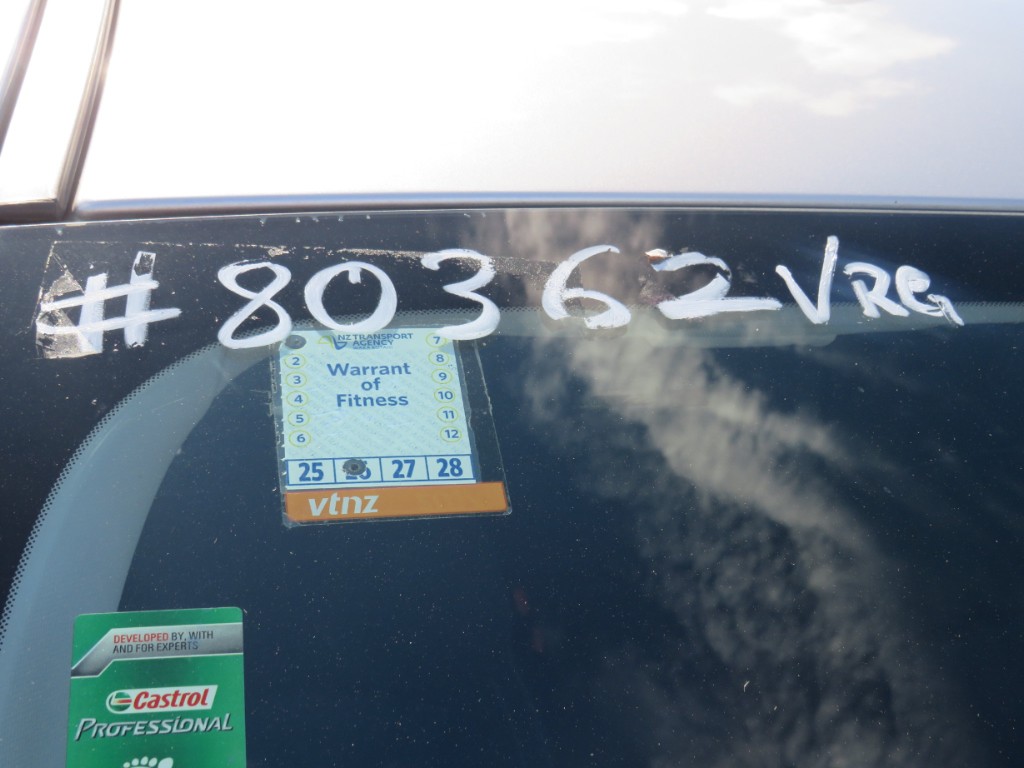 #80362 VRG
NZ TRANSPORT
AGENCY
Warrant
of
Fitness
2
3
4
5
6
7
8
9
10
11
12
25 26 27 28
vtnz
DEVELOPED BY, WITH
AND FOR EXPERTS
Castrol
PROFESSIONAL